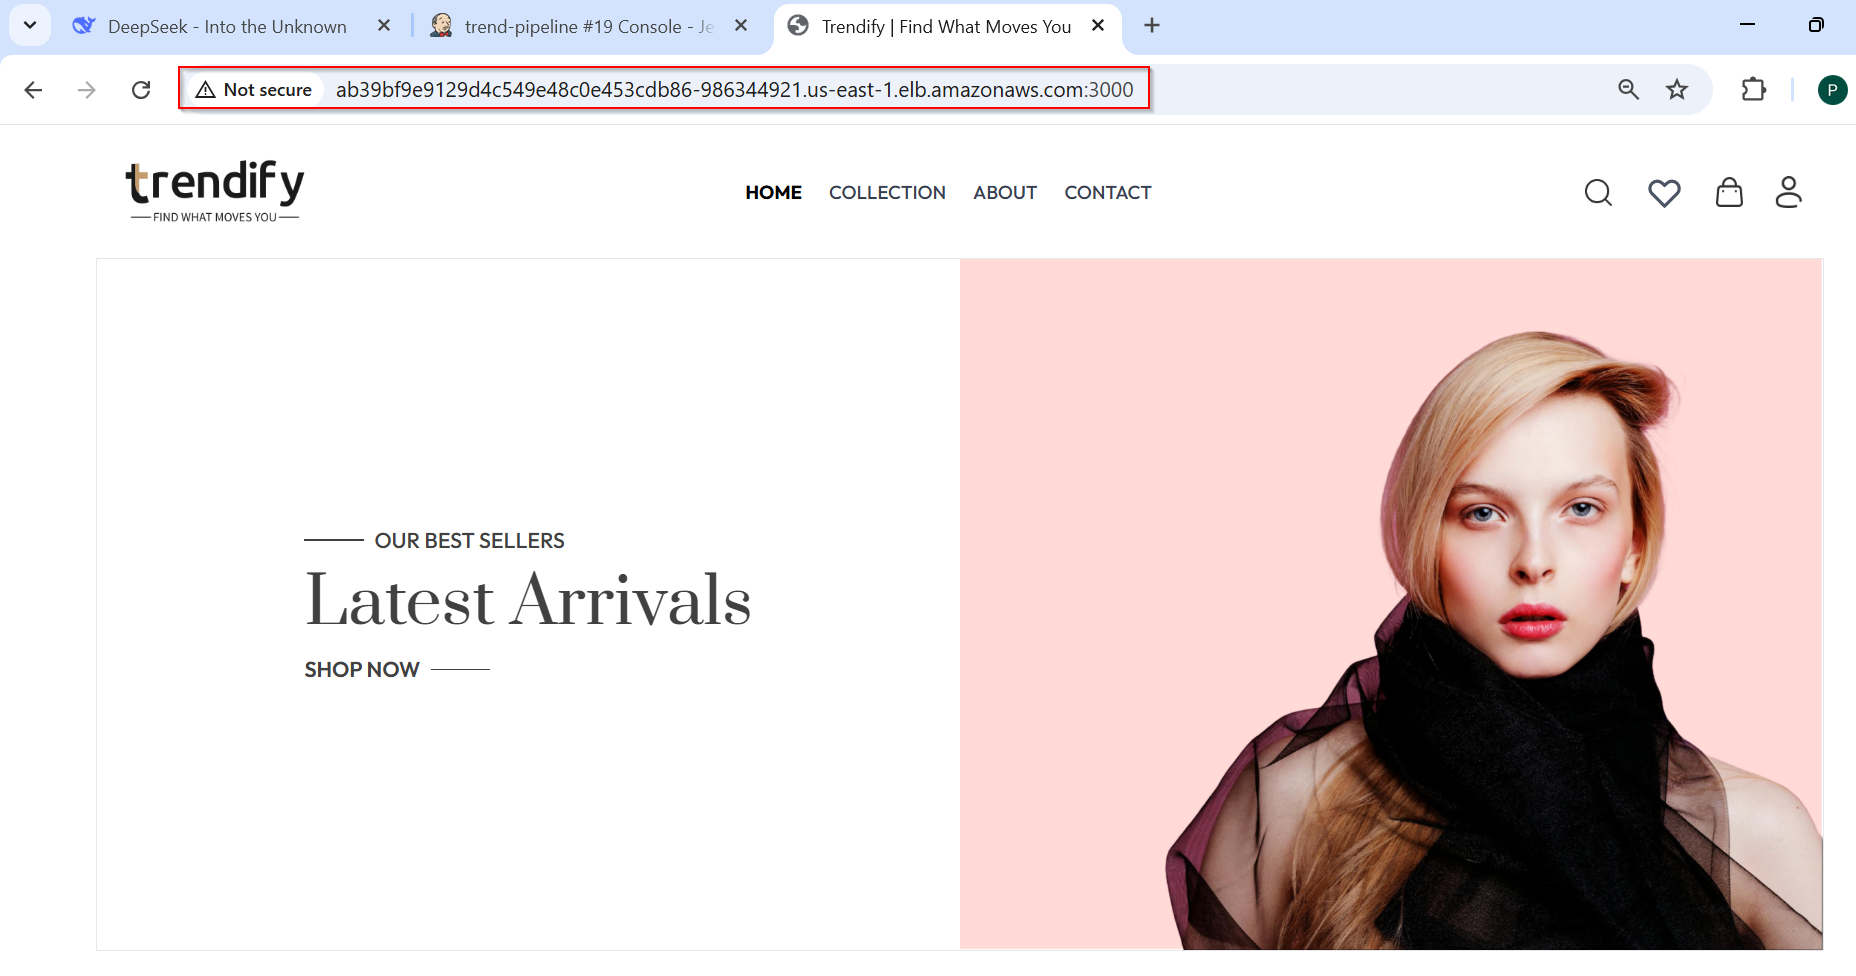 DeepSeek - Into the Unknown
trend-pipeline #19 Console - Je
Trendify | Find What Moves You
Not secure
ab39bf9e9129d4c549e48c0e453cdb86-986344921.us-east-1.elb.amazonaws.com:3000
P
trendify
FIND WHAT MOVES YOU
HOME
COLLECTION
ABOUT
CONTACT
OUR BEST SELLERS
Latest Arrivals
SHOP NOW